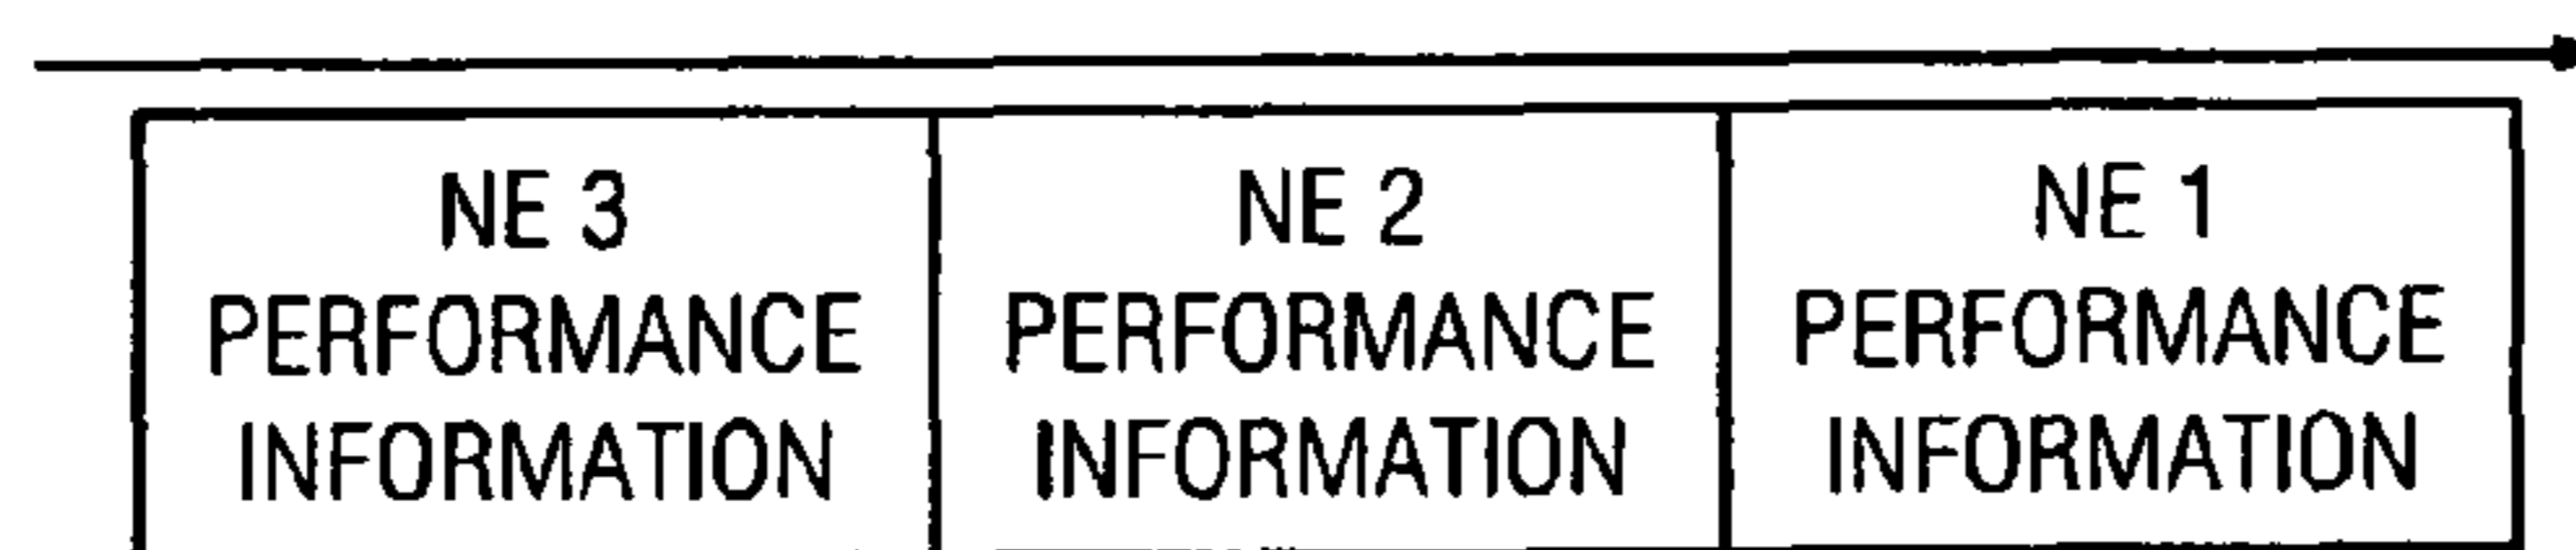 NE 3
PERFORMANCE
INFORMATION
NE 2
PERFORMANCE
INFORMATION
NE 1
PERFORMANCE
INFORMATION